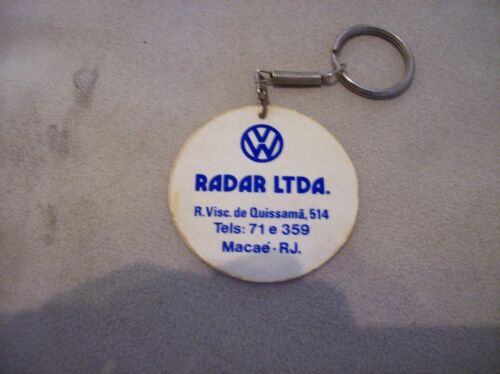 VW
RADAR LTDA.
R. Visc. de Quissamã, 514
Tels: 71 e 359
Macaé - RJ.